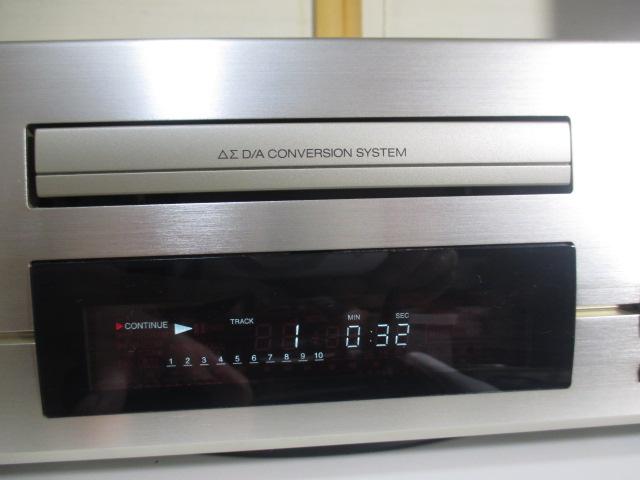 ΔΣ D/A CONVERSION SYSTEM
TRACK MIN SEC
CONTINUE 1 0:32
1 2 3 4 5 6 7 8 9 10